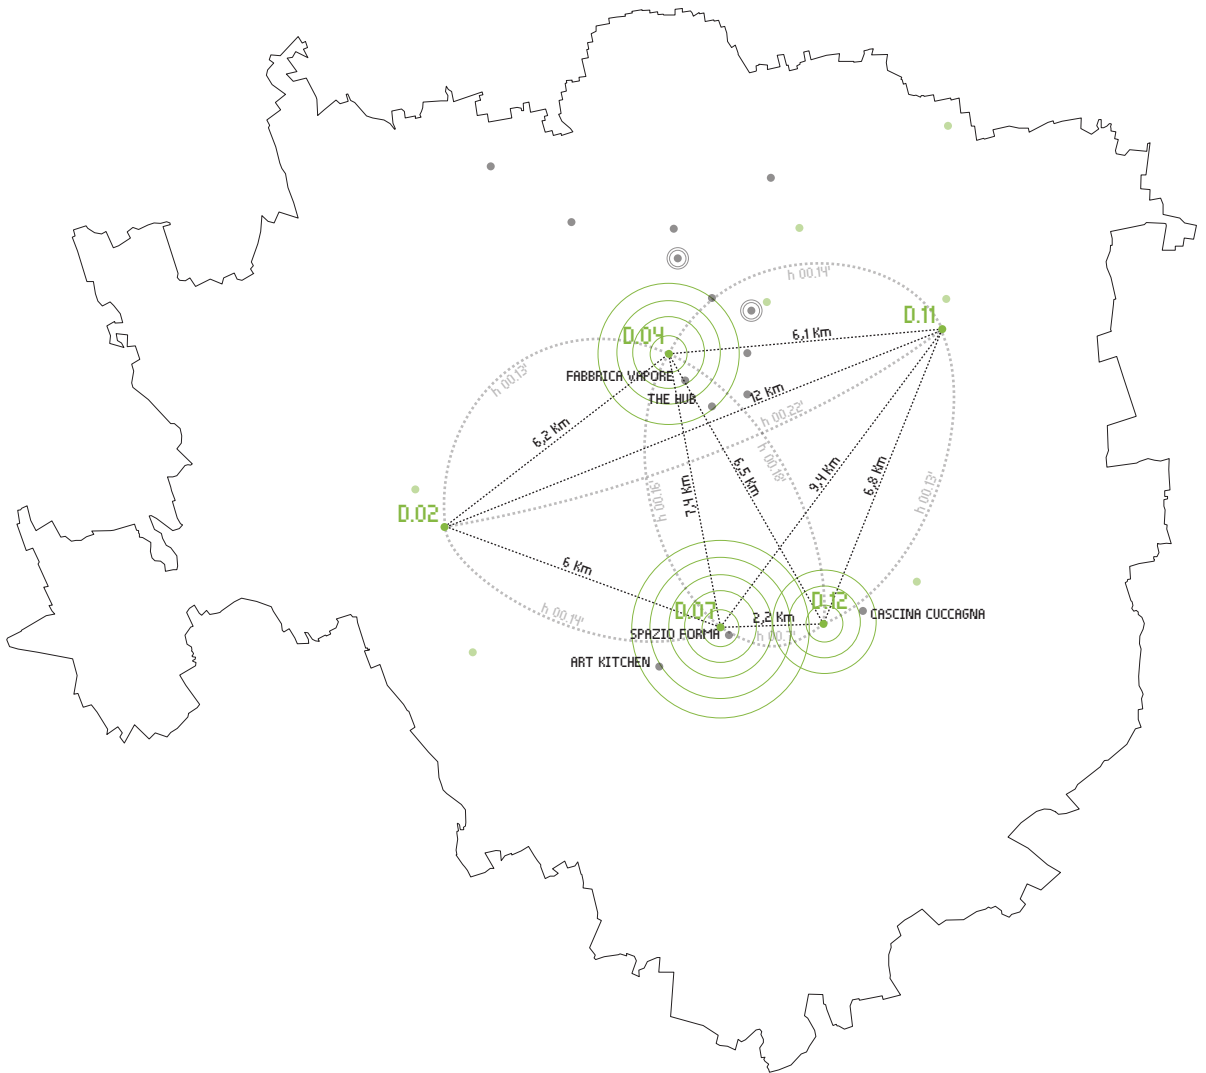 h 00.14'
D.11
D.04
6,1 Km
h 00.13'
FABBRICA VAPORE
THE HUB
12 Km
h 00.22'
6,2 Km
h 00.18'
6,5 Km
9,4 Km
6,8 Km
h 00.13'
7,4 Km
h 00.16
D.02
6 Km
h 00.14'
D.07
D.12
2,2 Km
CASCINA CUCCAGNA
SPAZIO FORMA
h 00.7'
ART KITCHEN